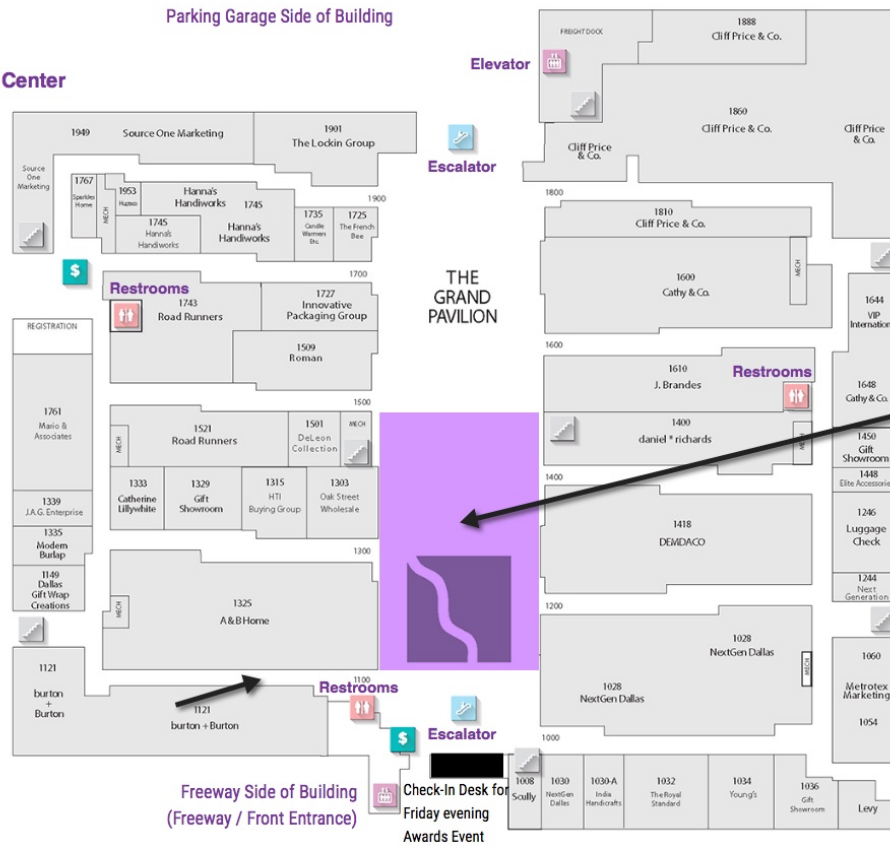 Parking Garage Side of Building
FREIGHT DOCK
1888
Cliff Price & Co.
Elevator
Center
1949
Source One Marketing
1901
The Lockin Group
Escalator
1860
Cliff Price & Co.
Cliff Price
& Co.
Cliff Price
& Co.
Source
One
Marketing
1767
Sparkles
Home
MECH
1953
Huzzco
Hanna's
Handiworks
1745
1745
Hanna's
Handiworks
Hanna's
Handiworks
1735
Candle
Warmers
Etc.
1725
The French
Bee
1900
1800
1810
Cliff Price & Co.
$
Restrooms
1743
Road Runners
1700
1727
Innovative
Packaging Group
1509
Roman
THE
GRAND
PAVILION
1600
Cathy & Co.
MECH
MECH
1644
VIP
Internation
REGISTRATION
1600
1610
J. Brandes
Restrooms
1648
Cathy & Co.
1761
Mario &
Associates
1500
MECH
1521
Road Runners
1501
DeLeon
Collection
MECH
1400
daniel * richards
MECH
1450
Gift
Showroom
1448
Elite Accessorie
1400
1333
Catherine
Lillywhite
1329
Gift
Showroom
1315
HTI
Buying Group
1303
Oak Street
Wholesale
1339
J.A.G. Enterprise
1335
Modern
Burlap
1149
Dallas
Gift Wrap
Creations
1418
DEMDACO
1246
Luggage
Check
1300
1325
A & B Home
MECH
1244
Next
Generation
1200
1028
NextGen Dallas
MECH
1028
NextGen Dallas
1060
Metrotex
Marketing
1054
1121
burton
+
Burton
1100
Restrooms
1121
burton + Burton
$
Escalator
1000
Freeway Side of Building
(Freeway / Front Entrance)
Check-In Desk for
Friday evening
Awards Event
1008
Scully
1030
NextGen
Dallas
1030-A
India
Handicrafts
1032
The Royal
Standard
1034
Young's
1036
Gift
Showroom
Levy